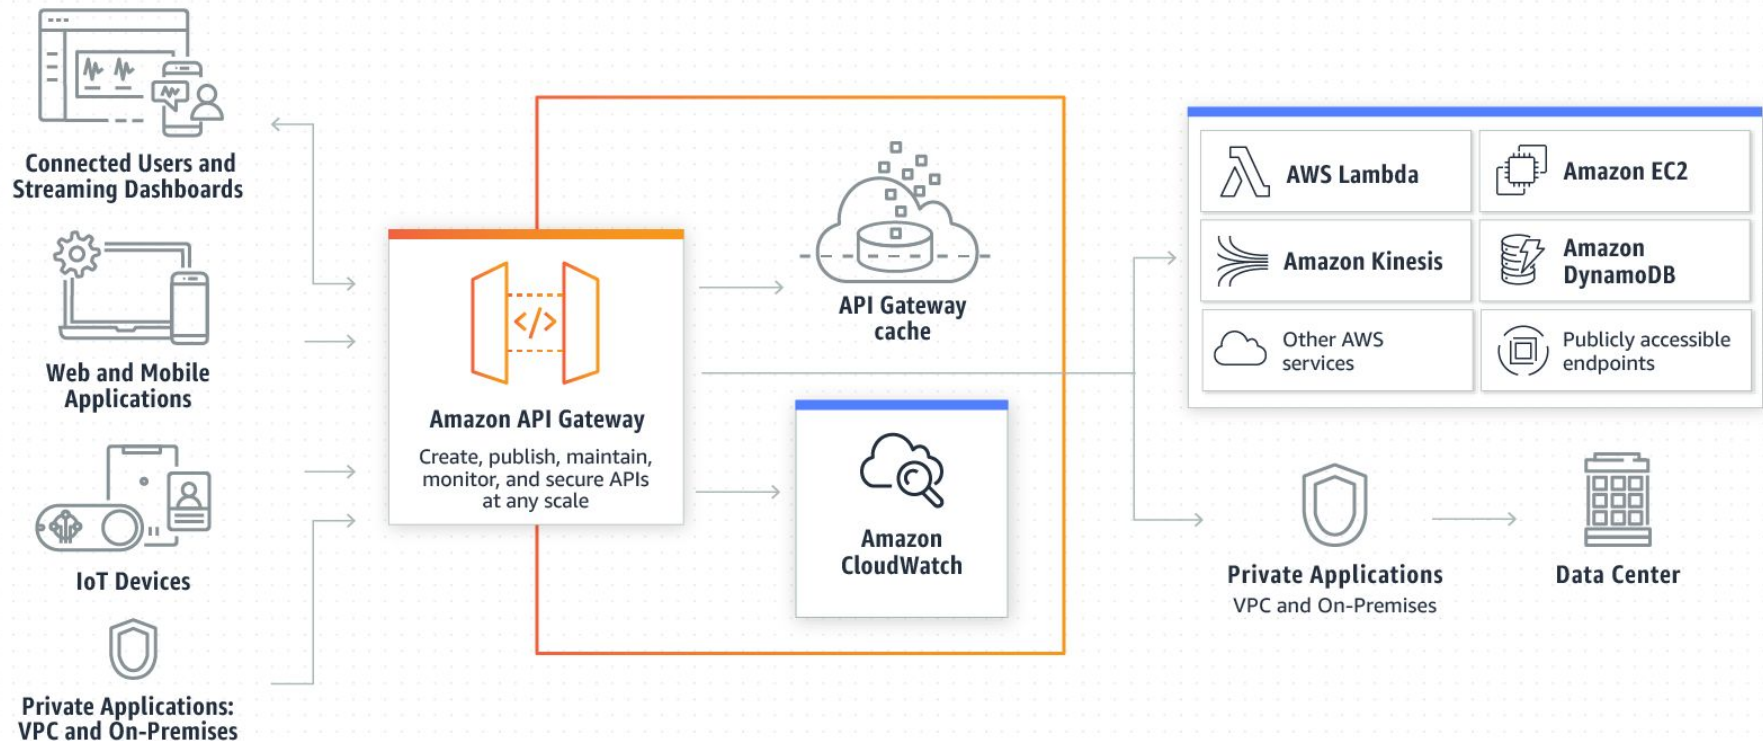 Connected Users and
Streaming Dashboards
Web and Mobile
Applications
IoT Devices
Private Applications:
VPC and On-Premises
</>
Amazon API Gateway
Create, publish, maintain,
monitor, and secure APIs
at any scale
API Gateway
cache
Amazon
CloudWatch
AWS Lambda
Amazon EC2
Amazon Kinesis
Amazon
DynamoDB
Other AWS
services
Publicly accessible
endpoints
Private Applications
VPC and On-Premises
Data Center